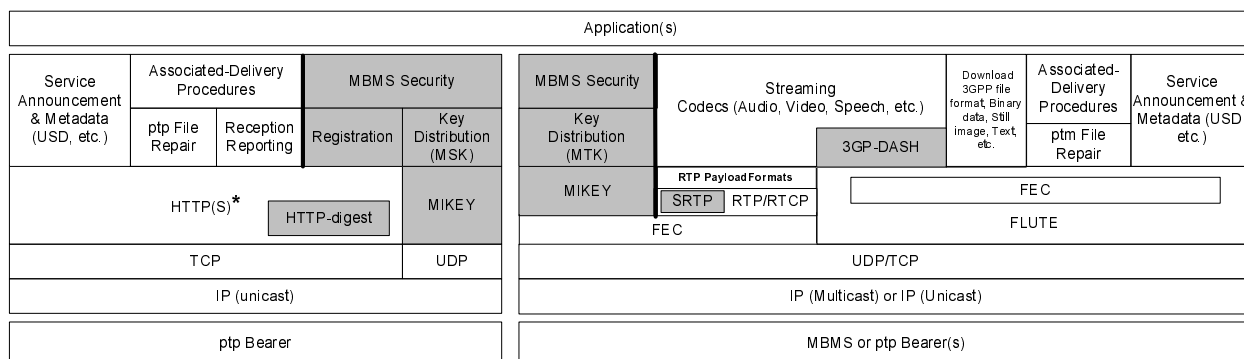 Application(s)
Service
Announcement
& Metadata
(USD, etc.)
Associated-Delivery
Procedures
ptp File
Repair
Reception
Reporting
MBMS Security
Registration
Key
Distribution
(MSK)
HTTP(S)*
HTTP-digest
MIKEY
TCP
UDP
IP (unicast)
ptp Bearer
MBMS Security
Key
Distribution
(MTK)
MIKEY
Streaming
Codecs (Audio, Video, Speech, etc.)
3GP-DASH
Download
3GPP file
format, Binary
data, Still
image, Text,
etc.
Associated-
Delivery
Procedures
ptm File
Repair
Service
Announcement &
Metadata (USD
etc.)
RTP PayloadFormats
SRTP
RTP/RTCP
FEC
FEC
FLUTE
UDP/TCP
IP (Multicast) or IP (Unicast)
MBMS or ptp Bearer(s)